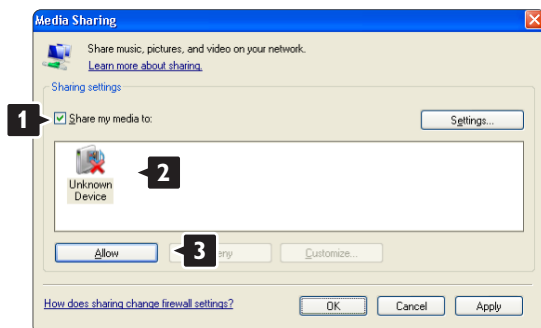 Media Sharing
Share music, pictures, and video on your network.
Learn more about sharing.
Sharing settings
1
Share my media to:
Settings...
2
Unknown
Device
Allow
3
Customize...
How does sharing change firewall settings?
OK
Cancel
Apply